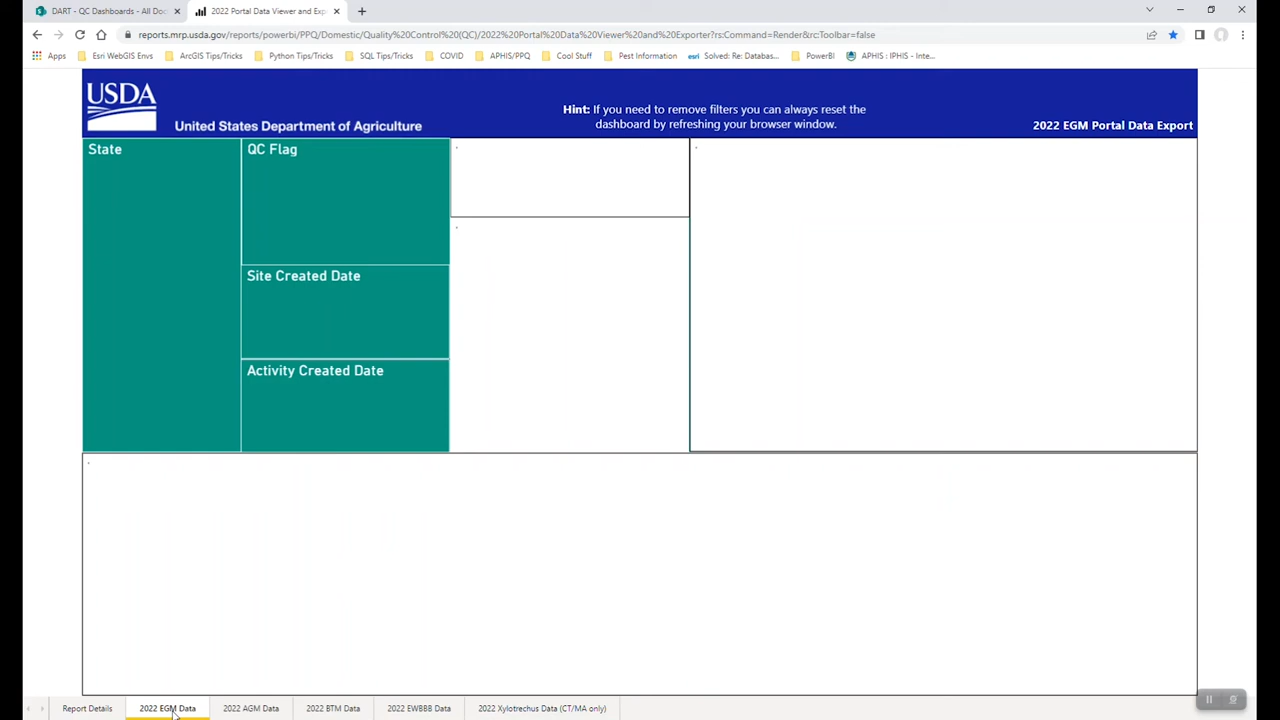 DART - QC Dashboards - All Doc
2022 Portal Data Viewer and Exp
reports.mrp.usda.gov/reports/powerbi/PPQ/Domestic/Quality%20Control%20(QC)/2022%20Portal%20Data%20Viewer%20and%20Exporter?rs:Command=Render&rc:Toolbar=false
Apps
Esri WebGIS Envs
ArcGIS Tips/Tricks
Python Tips/Tricks
SQL Tips/Tricks
COVID
APHIS/PPQ
Cool Stuff
Pest Information
esri
Solved: Re: Databas...
PowerBI
APHIS : IPHIS - Inte...
USDA
United States Department of Agriculture
Hint: If you need to remove filters you can always reset the
dashboard by refreshing your browser window.
2022 EGM Portal Data Export
State
QC Flag
Site Created Date
Activity Created Date
Report Details
2022 EGM Data
2022 AGM Data
2022 BTM Data
2022 EWBBB Data
2022 Xylotrechus Data (CT/MA only)